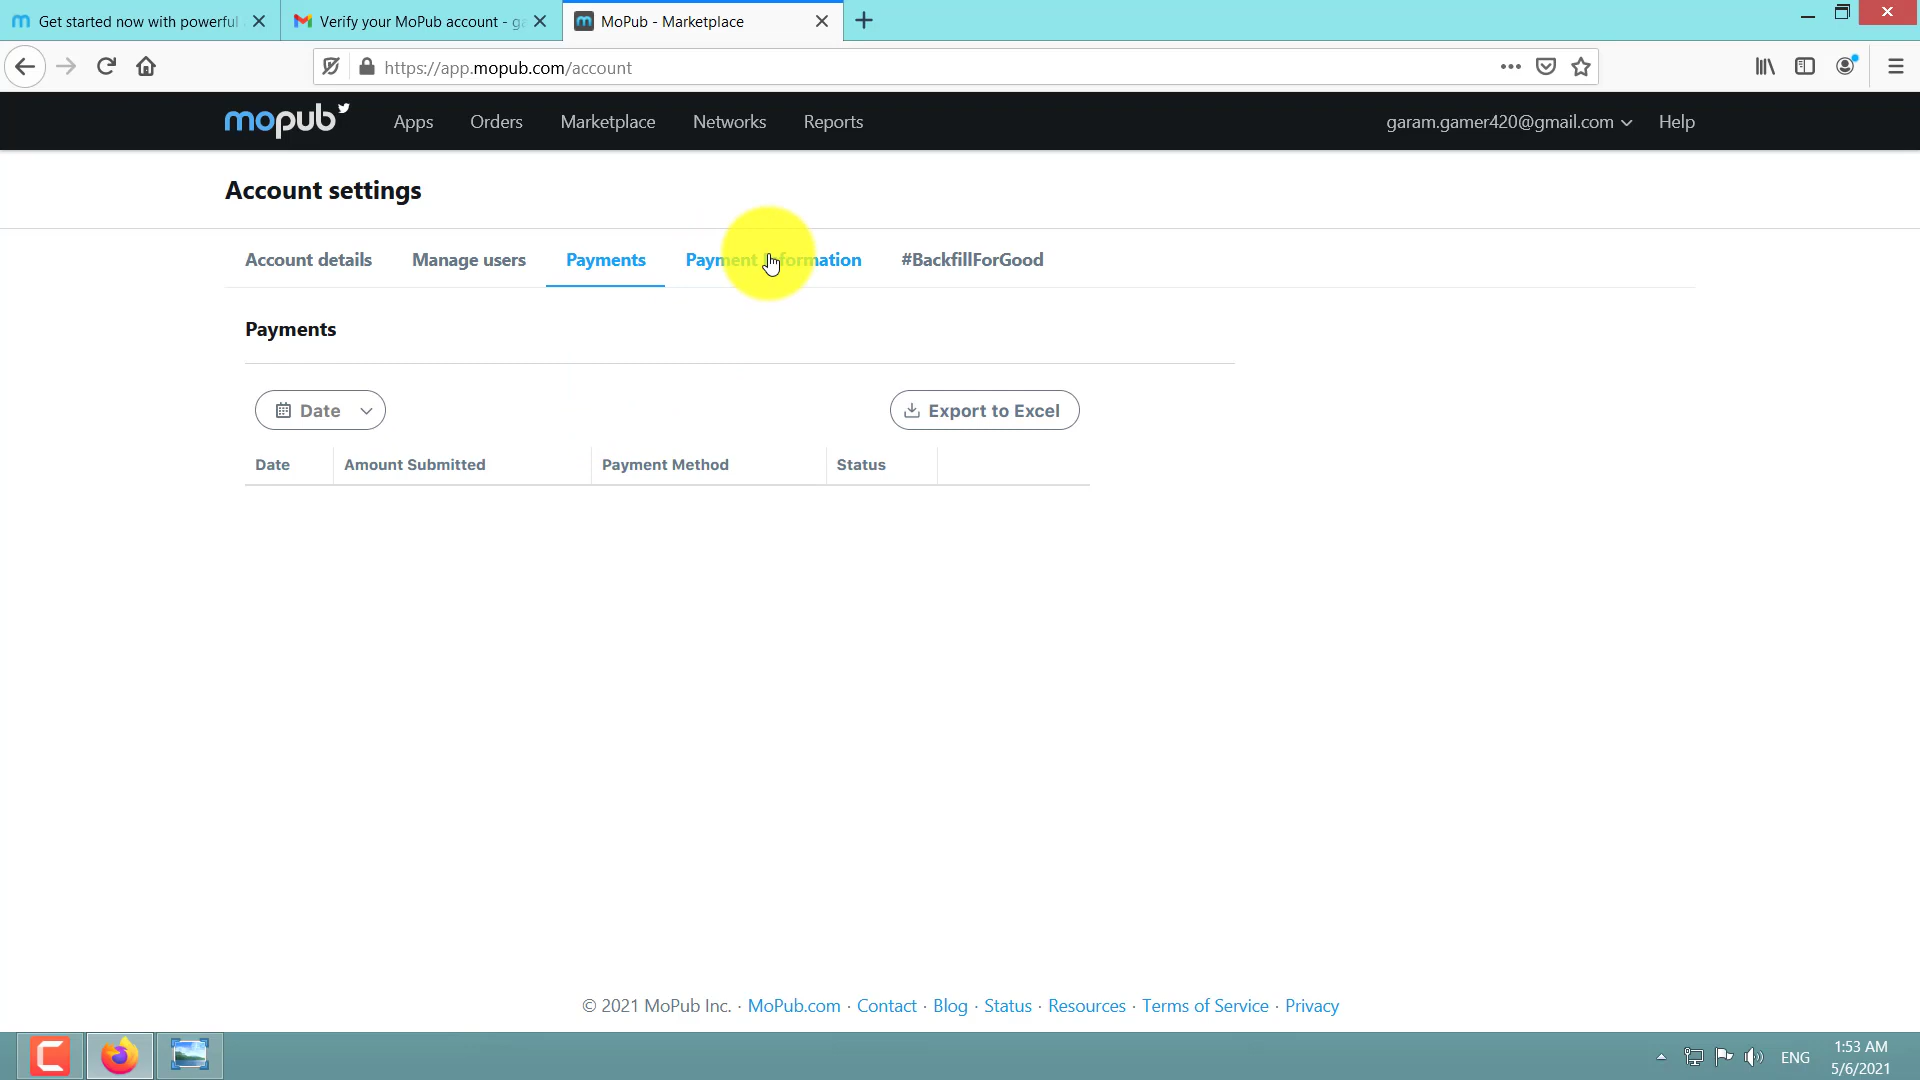 Get started now with powerful
Verify your MoPub account - ga
MoPub - Marketplace
https://app.mopub.com/account
mopub
Apps
Orders
Marketplace
Networks
Reports
garam.gamer420@gmail.com
Help
Account settings
Account details
Manage users
Payments
Payment Information
#BackfillForGood
Payments
Date
Export to Excel
Date
Amount Submitted
Payment Method
Status
© 2021 MoPub Inc. · MoPub.com · Contact · Blog · Status · Resources · Terms of Service · Privacy
ENG
1:53 AM
5/6/2021